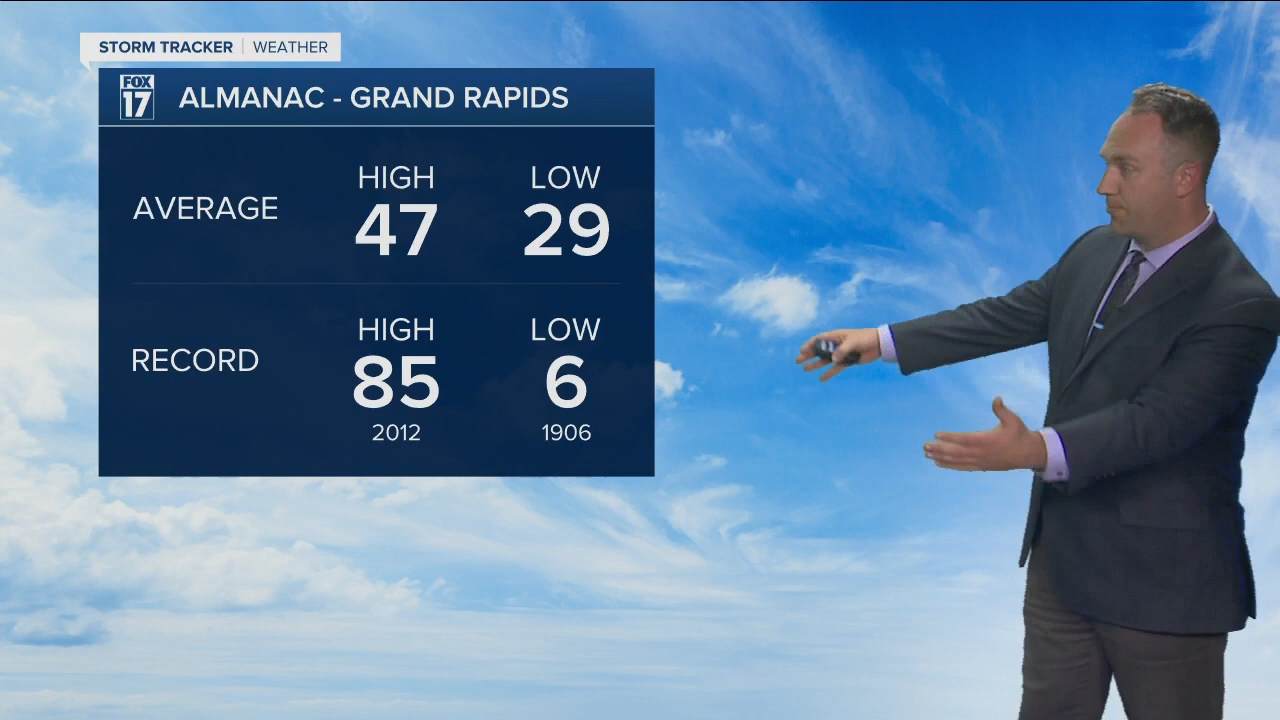 STORM TRACKER | WEATHER
FOX 17
ALMANAC - GRAND RAPIDS
HIGH LOW
AVERAGE 47 29
HIGH LOW
RECORD 85 6
2012 1906